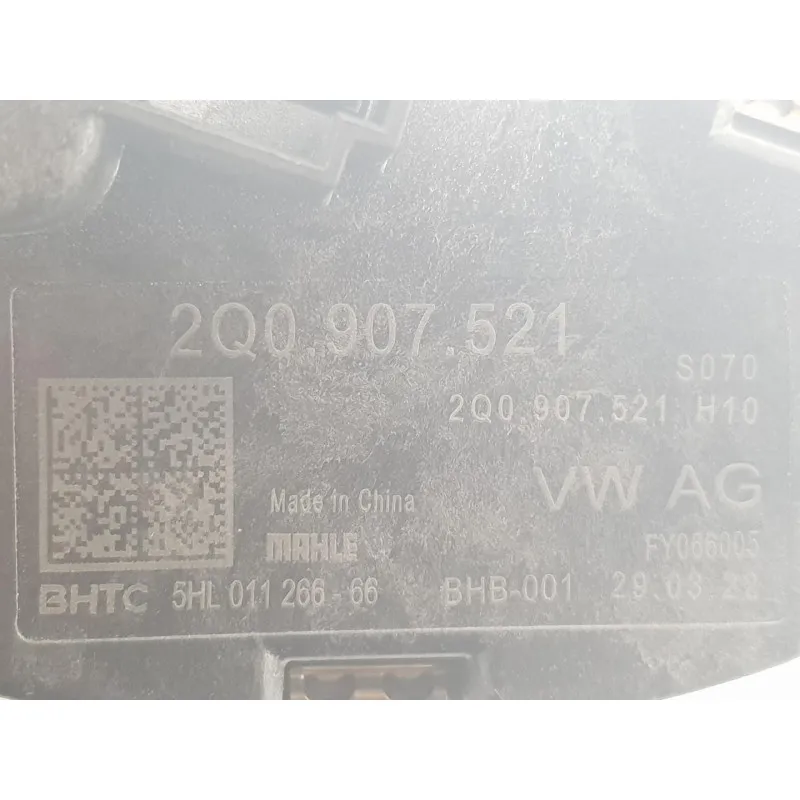 2Q0.907.521
S070
2Q0.907.521 H10
VW AG
Made in China
MAHLE
FY066005
BHTC 5HL 011 266-66 BHB-001 29.03.22